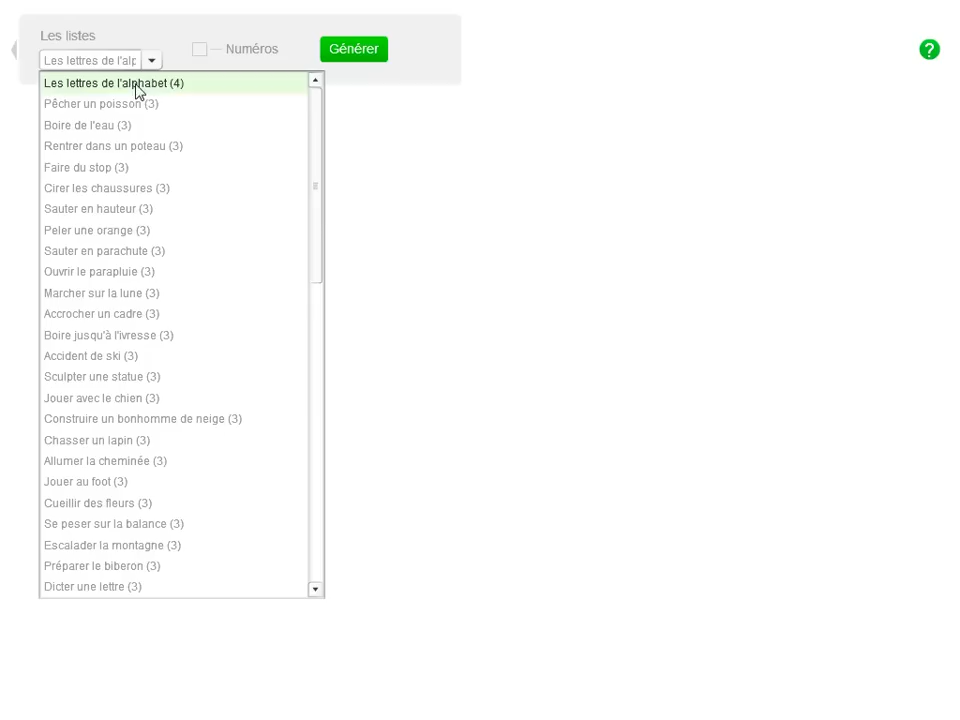 Les listes
Numéros
Générer
?
Les lettres de l'alp
Les lettres de l'alphabet (4)
Pêcher un poisson (3)
Boire de l'eau (3)
Rentrer dans un poteau (3)
Faire du stop (3)
Cirer les chaussures (3)
Sauter en hauteur (3)
Peler une orange (3)
Sauter en parachute (3)
Ouvrir le parapluie (3)
Marcher sur la lune (3)
Accrocher un cadre (3)
Boire jusqu'à l'ivresse (3)
Accident de ski (3)
Sculpter une statue (3)
Jouer avec le chien (3)
Construire un bonhomme de neige (3)
Chasser un lapin (3)
Allumer la cheminée (3)
Jouer au foot (3)
Cueillir des fleurs (3)
Se peser sur la balance (3)
Escalader la montagne (3)
Préparer le biberon (3)
Dicter une lettre (3)